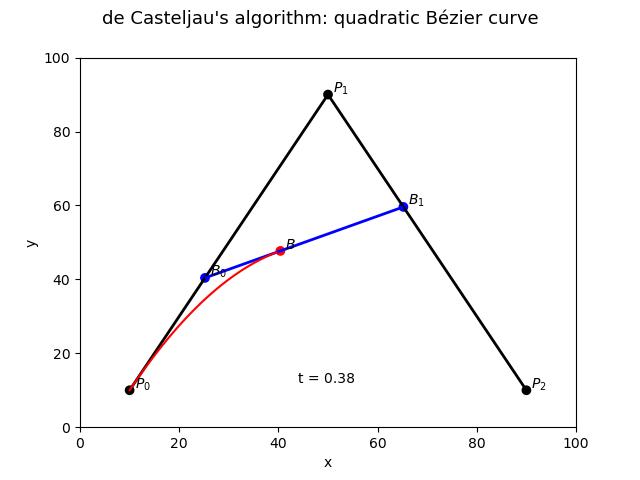 de Casteljau's algorithm: quadratic Bézier curve
100
80
60
40
20
0
y
P₁
B₁
B
B₀
P₀
P₂
t = 0.38
0 20 40 60 80 100
x